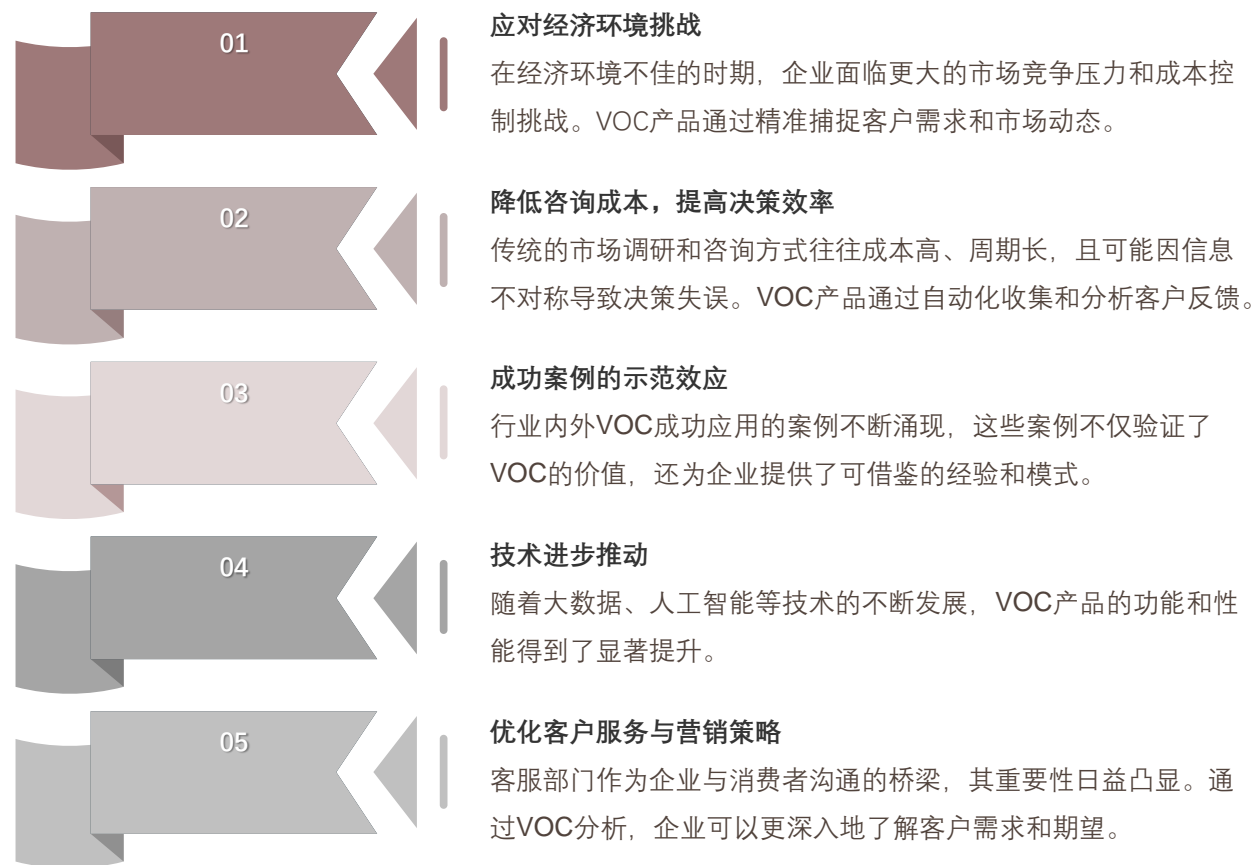 01
应对经济环境挑战
在经济环境不佳的时期，企业面临更大的市场竞争压力和成本控
制挑战。VOC产品通过精准捕捉客户需求和市场动态。
02
降低咨询成本，提高决策效率
传统的市场调研和咨询方式往往成本高、周期长，且可能因信息
不对称导致决策失误。VOC产品通过自动化收集和分析客户反馈。
03
成功案例的示范效应
行业内外VOC成功应用的案例不断涌现，这些案例不仅验证了
VOC的价值，还为企业提供了可借鉴的经验和模式。
04
技术进步推动
随着大数据、人工智能等技术的不断发展，VOC产品的功能和性
能得到了显著提升。
05
优化客户服务与营销策略
客服部门作为企业与消费者沟通的桥梁，其重要性日益凸显。通
过VOC分析，企业可以更深入地了解客户需求和期望。